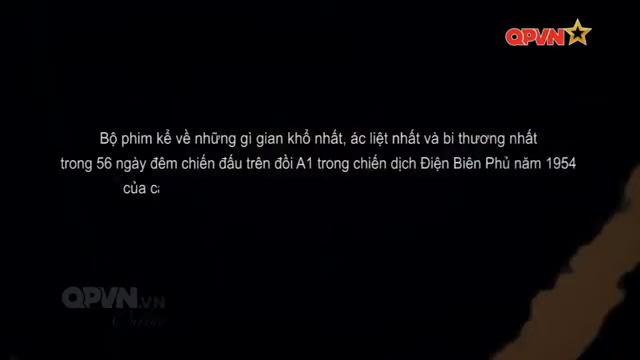 QPVN
Bộ phim kể về những gì gian khổ nhất, ác liệt nhất và bi thương nhất
trong 56 ngày đêm chiến đấu trên đồi A1 trong chiến dịch Điện Biên Phủ năm 1954
của
QPVN.VN